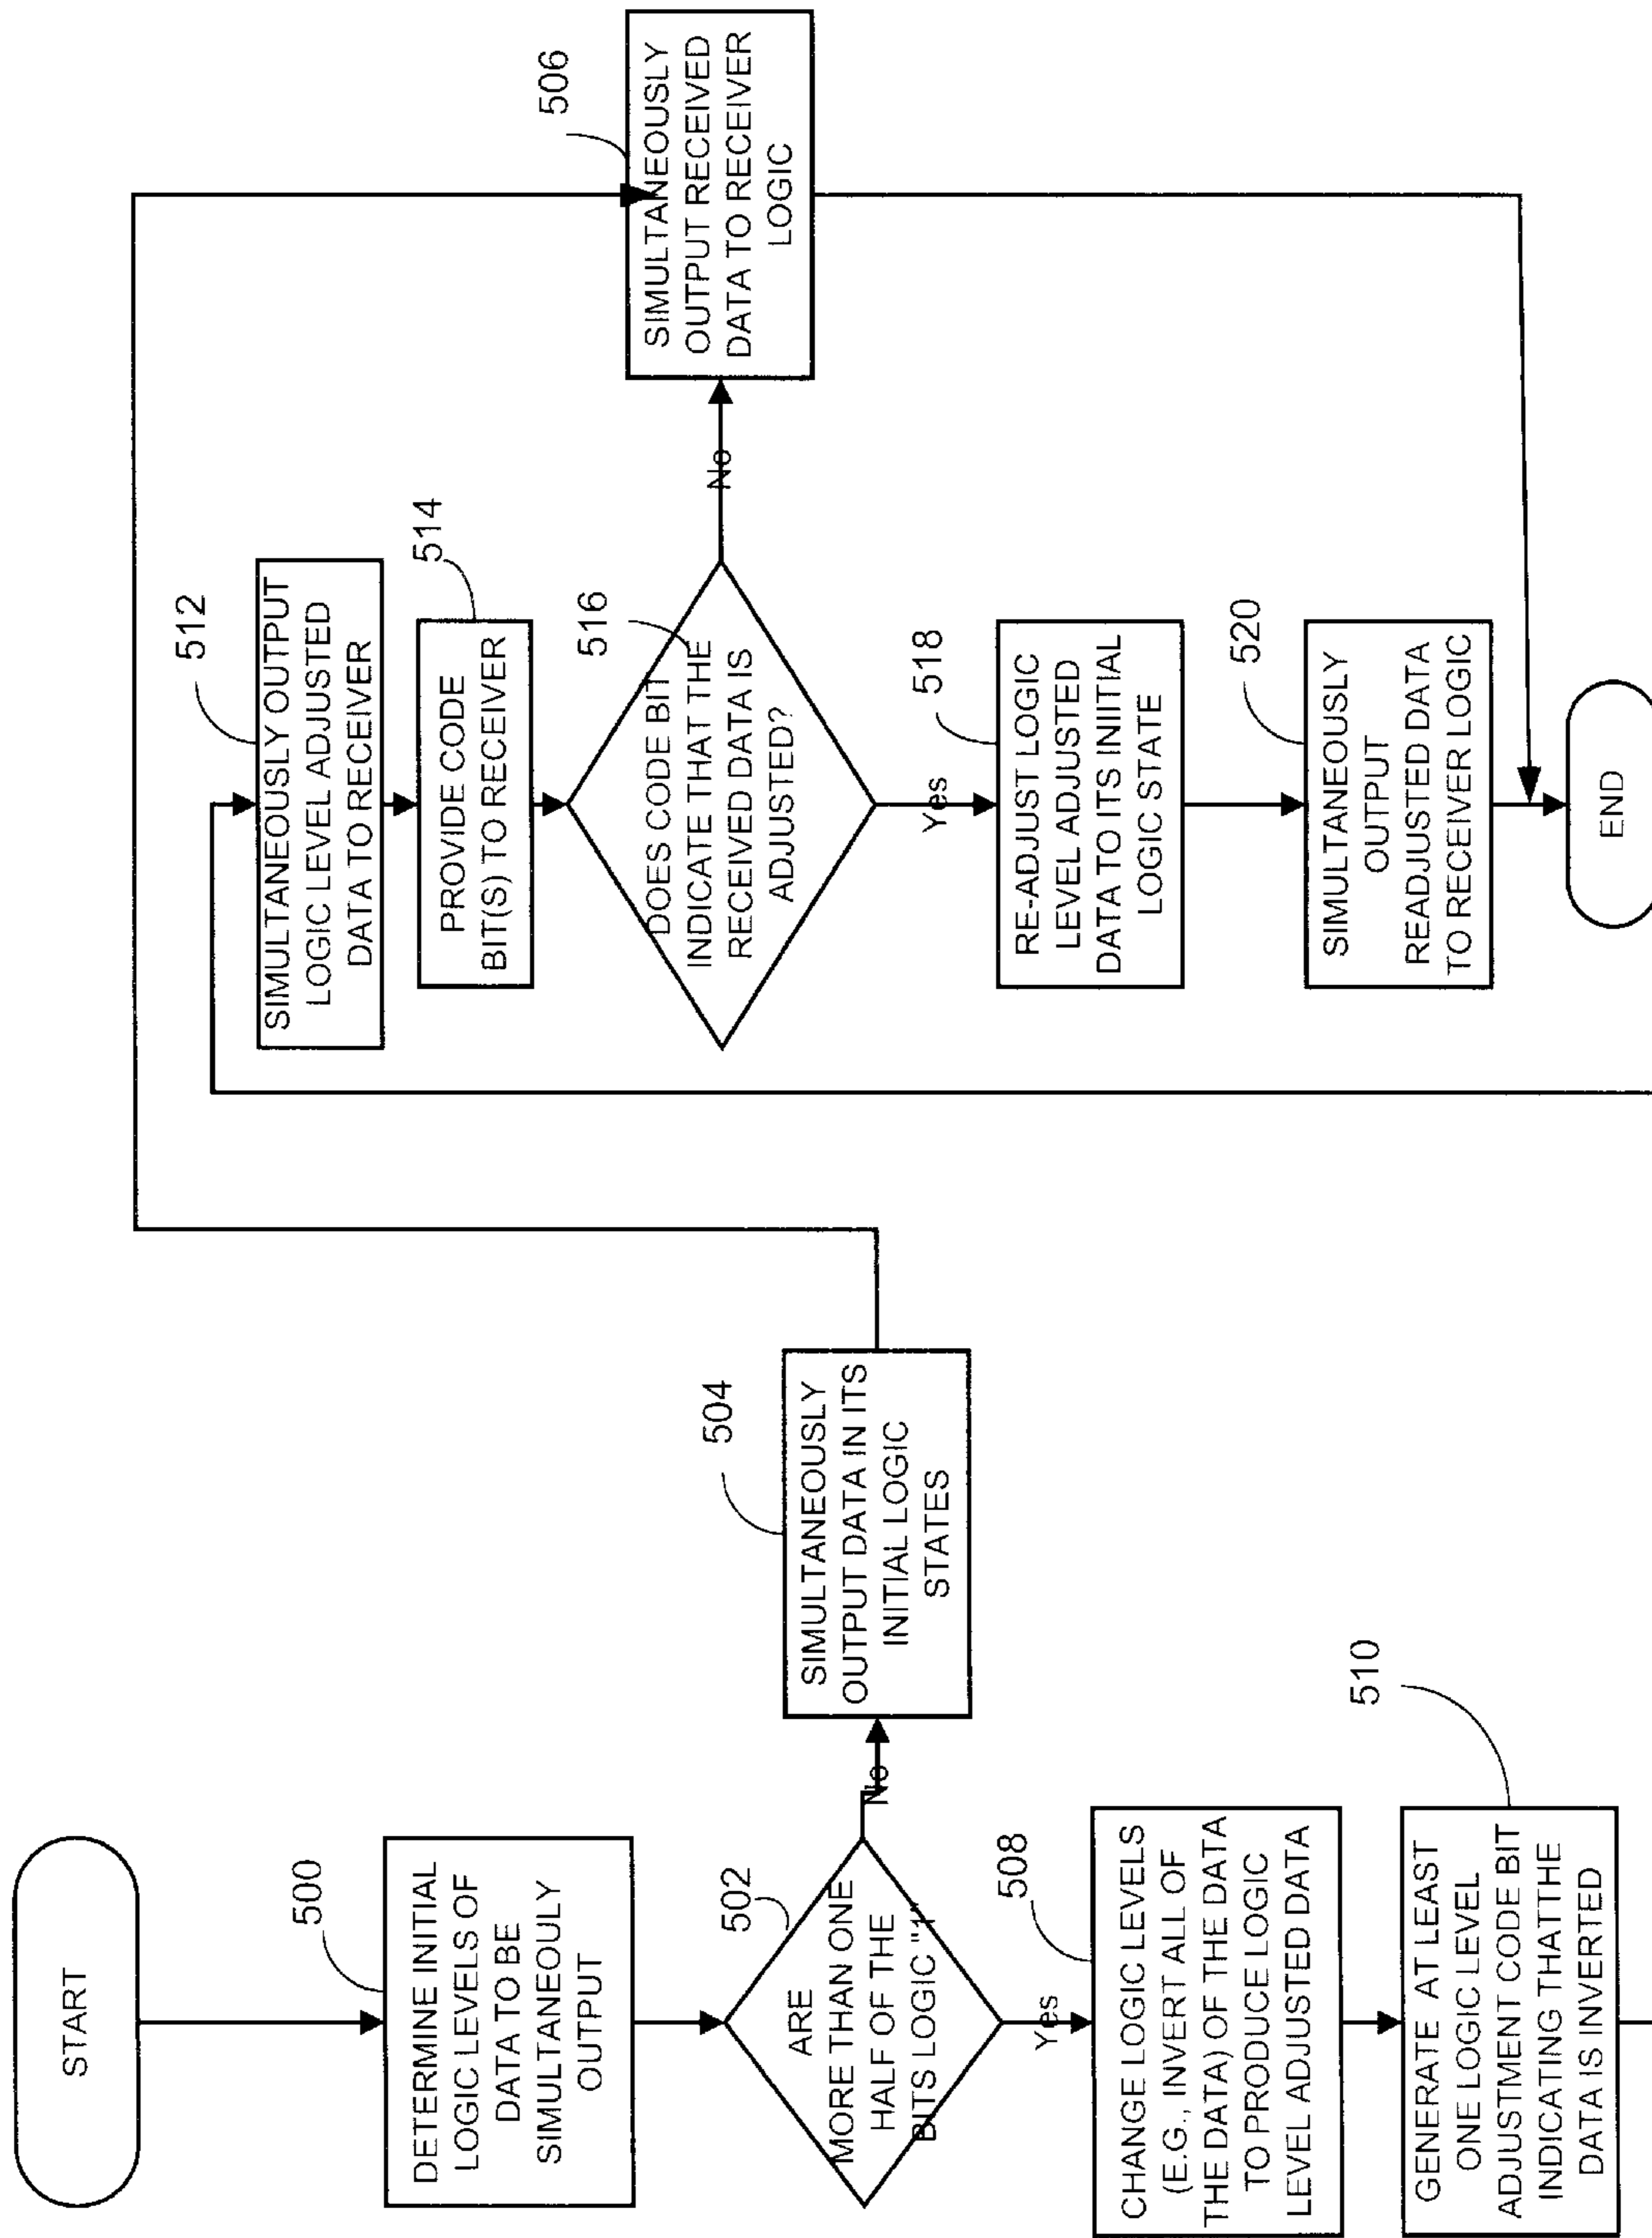 START
500
DETERMINE INITIAL
LOGIC LEVELS OF
DATA TO BE
SIMULTANEOULY
OUTPUT
502
ARE
MORE THAN ONE
HALF OF THE
BITS LOGIC "1"
No
Yes
504
SIMULTANEOUSLY
OUTPUT DATA IN ITS
INITIAL LOGIC
STATES
508
CHANGE LOGIC LEVELS
(E.G., INVERT ALL OF
THE DATA) OF THE DATA
TO PRODUCE LOGIC
LEVEL ADJUSTED DATA
510
GENERATE AT LEAST
ONE LOGIC LEVEL
ADJUSTMENT CODE BIT
INDICATING THATTHE
DATA IS INVERTED
512
SIMULTANEOUSLY OUTPUT
LOGIC LEVEL ADJUSTED
DATA TO RECEIVER
514
PROVIDE CODE
BIT(S) TO RECEIVER
516
DOES CODE BIT
INDICATE THAT THE
RECEIVED DATA IS
ADJUSTED?
No
Yes
506
SIMULTANEOUSLY
OUTPUT RECEIVED
DATA TO RECEIVER
LOGIC
518
RE-ADJUST LOGIC
LEVEL ADJUSTED
DATA TO ITS INIITIAL
LOGIC STATE
520
SIMULTANEOUSLY
OUTPUT
READJUSTED DATA
TO RECEIVER LOGIC
END